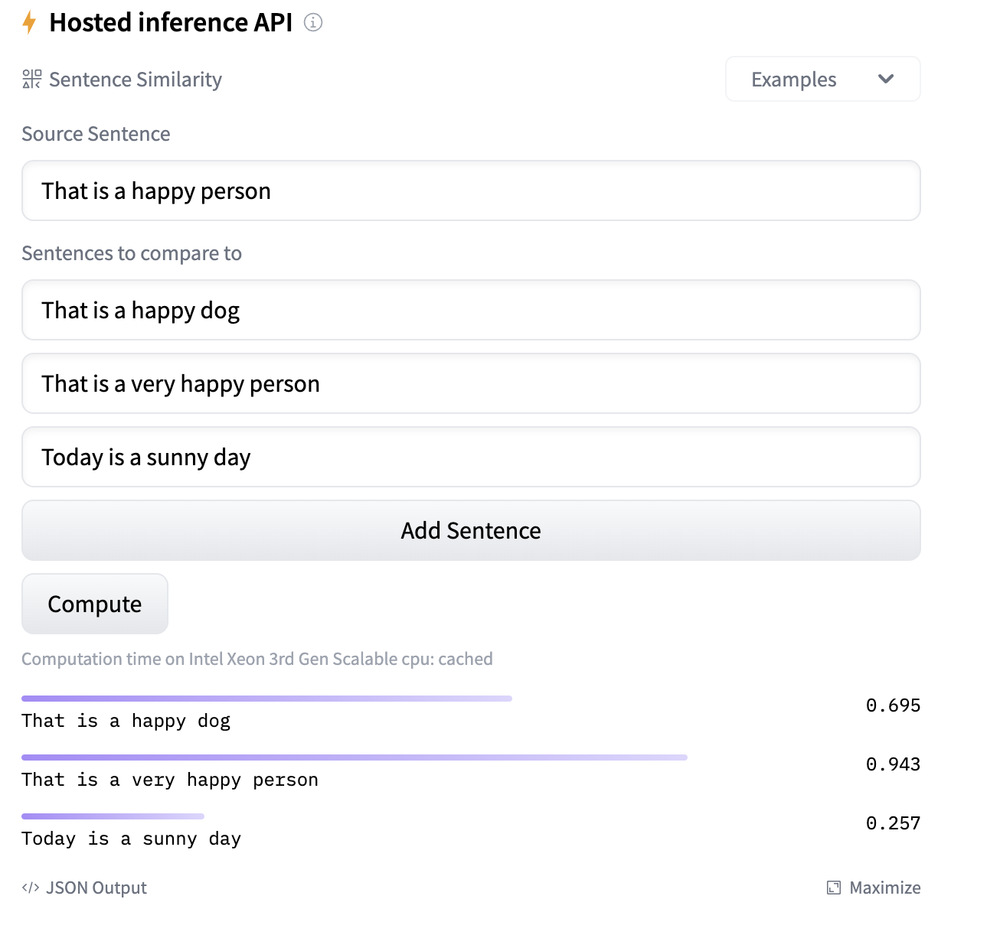 Hosted inference API
Sentence Similarity
Examples
Source Sentence
That is a happy person
Sentences to compare to
That is a happy dog
That is a very happy person
Today is a sunny day
Add Sentence
Compute
Computation time on Intel Xeon 3rd Gen Scalable cpu: cached
That is a happy dog 0.695
That is a very happy person 0.943
Today is a sunny day 0.257
</> JSON Output
Maximize